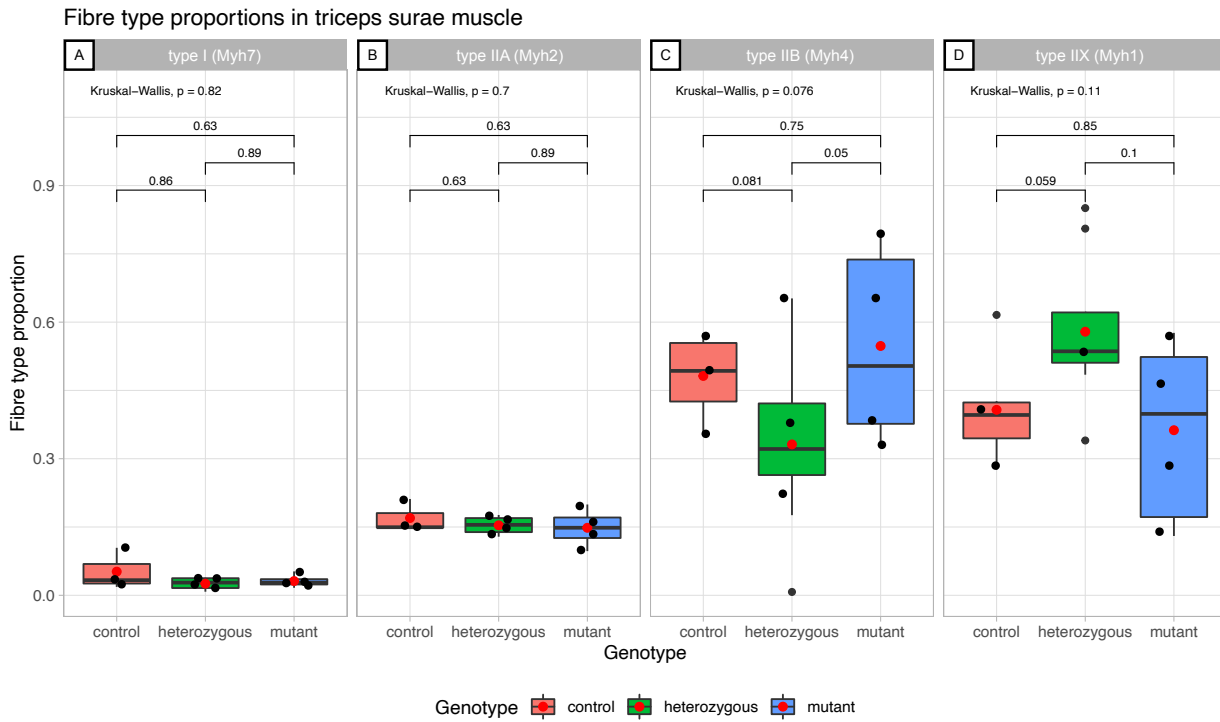 Fibre type proportions in triceps surae muscle
A type I (Myh7) B type IIA (Myh2) C type IIB (Myh4) D type IIX (Myh1)
Kruskal−Wallis, p = 0.82 Kruskal−Wallis, p = 0.7 Kruskal−Wallis, p = 0.076 Kruskal−Wallis, p = 0.11
0.63 0.63 0.75 0.85
0.89 0.89 0.05 0.1
0.86 0.63 0.081 0.059
0.9
0.6
0.3
0.0
Fibre type proportion
control heterozygous mutant control heterozygous mutant control heterozygous mutant control heterozygous mutant
Genotype
Genotype control heterozygous mutant